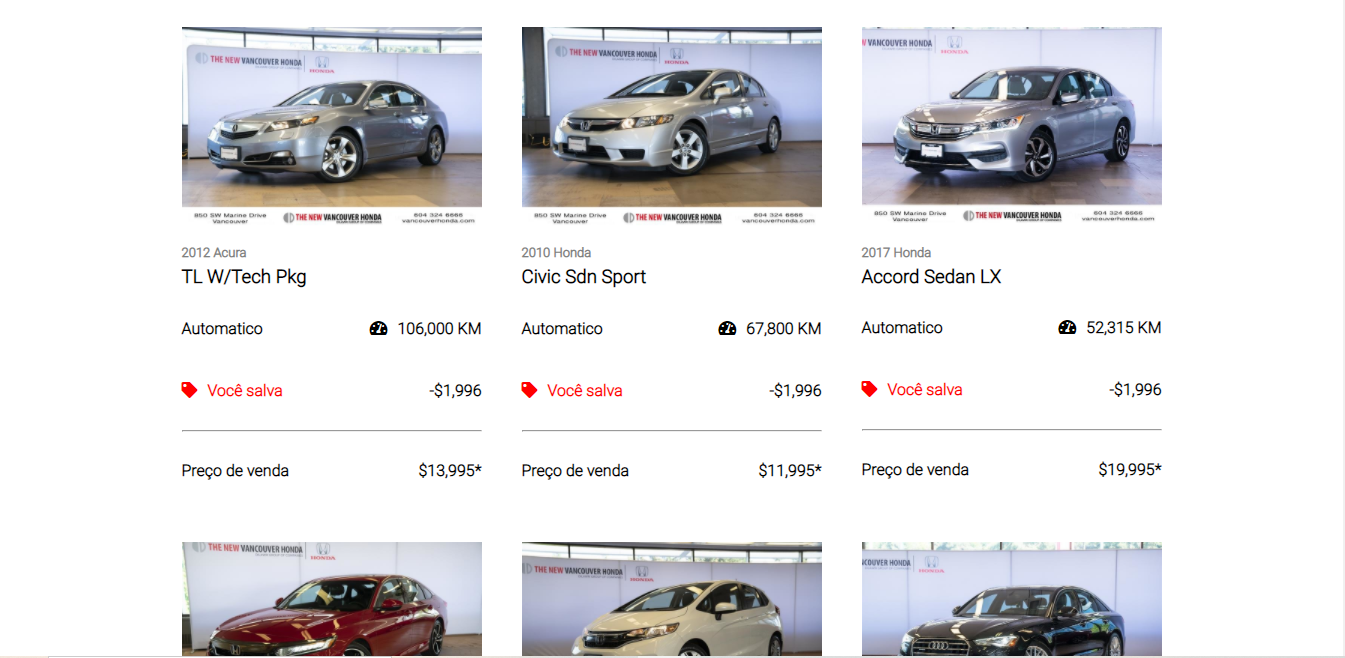 THE NEW VANCOUVER HONDA
HONDA
THE NEW VANCOUVER HONDA
HONDA
VANCOUVER HONDA
HONDA
850 SW Marine Drive
Vancouver
THE NEW VANCOUVER HONDA
604 324 6666
vancouverhonda.com
850 SW Marine Drive
Vancouver
THE NEW VANCOUVER HONDA
604 324 6666
vancouverhonda.com
850 SW Marine Drive
Vancouver
THE NEW VANCOUVER HONDA
604 324 6666
vancouverhonda.com
2012 Acura
TL W/Tech Pkg
Automatico 106,000 KM
Você salva -$1,996
Preço de venda $13,995*
2010 Honda
Civic Sdn Sport
Automatico 67,800 KM
Você salva -$1,996
Preço de venda $11,995*
2017 Honda
Accord Sedan LX
Automatico 52,315 KM
Você salva -$1,996
Preço de venda $19,995*
THE NEW VANCOUVER HONDA
HONDA
THE NEW VANCOUVER HONDA
HONDA
VANCOUVER HONDA
HONDA